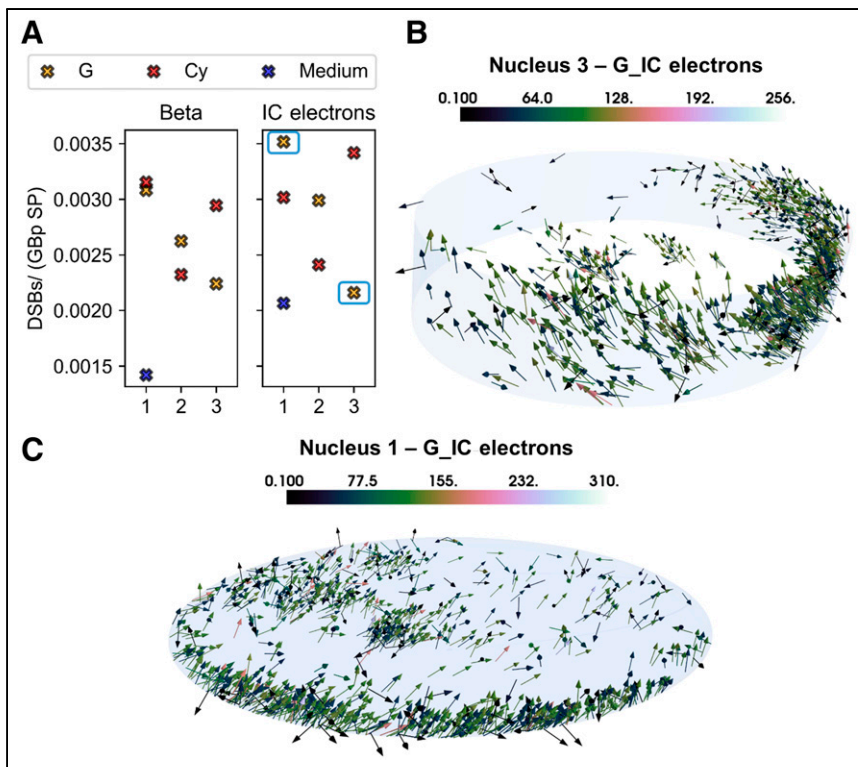 A
G Cy Medium
Beta IC electrons
DSBs/ (GBp SP)
0.0035
0.0030
0.0025
0.0020
0.0015
1 2 3 1 2 3
B
Nucleus 3 – G_IC electrons
0.100 64.0 128. 192. 256.
C
Nucleus 1 – G_IC electrons
0.100 77.5 155. 232. 310.